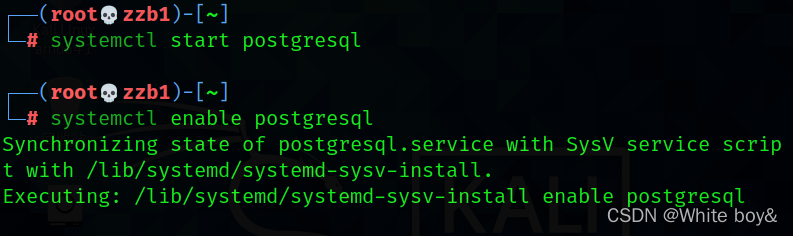 ┌──(root💀zzb1)-[~]
└─# systemctl start postgresql
┌──(root💀zzb1)-[~]
└─# systemctl enable postgresql
Synchronizing state of postgresql.service with SysV service scrip
t with /lib/systemd/systemd-sysv-install.
Executing: /lib/systemd/systemd-sysv-install enable postgresql
KALI
CSDN @White boy&